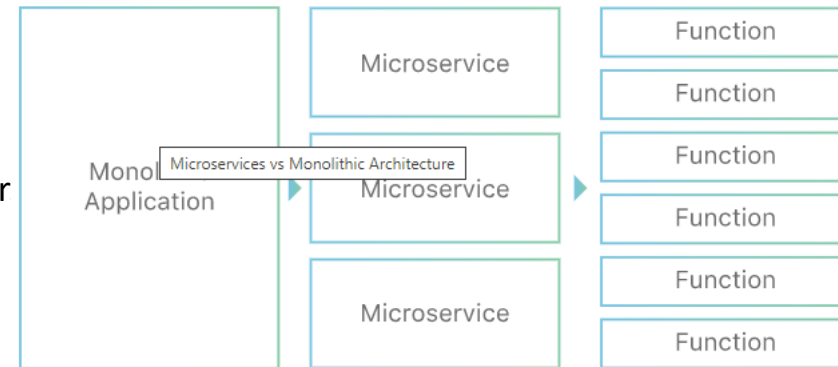 r
Monol
Application
Microservices vs Monolithic Architecture
Microservice
Microservice
Microservice
Function
Function
Function
Function
Function
Function